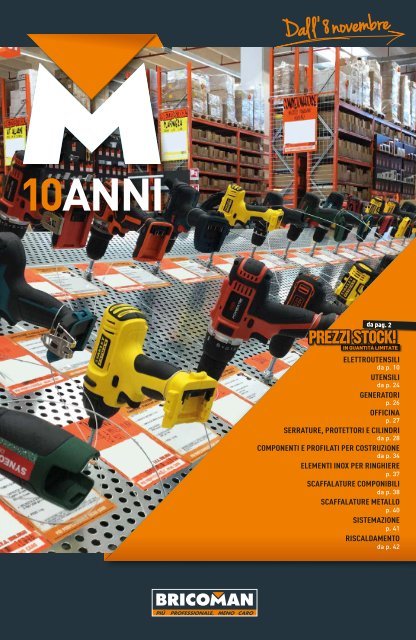 Dall'8 novembre
M
10ANNI
da pag. 2
PREZZI STOCK!
IN QUANTITÀ LIMITATE
ELETTROUTENSILI
da p. 10
UTENSILI
da p. 24
GENERATORI
p. 26
OFFICINA
p. 27
SERRATURE, PROTETTORI E CILINDRI
da p. 28
COMPONENTI E PROFILATI PER COSTRUZIONE
da p. 34
ELEMENTI INOX PER RINGHIERE
p. 37
SCAFFALATURE COMPONIBILI
da p. 38
SCAFFALATURE METALLO
p. 40
SISTEMAZIONE
p. 41
RISCALDAMENTO
da p. 42
BRICOMAN
PIÙ PROFESSIONALE. MENO CARO